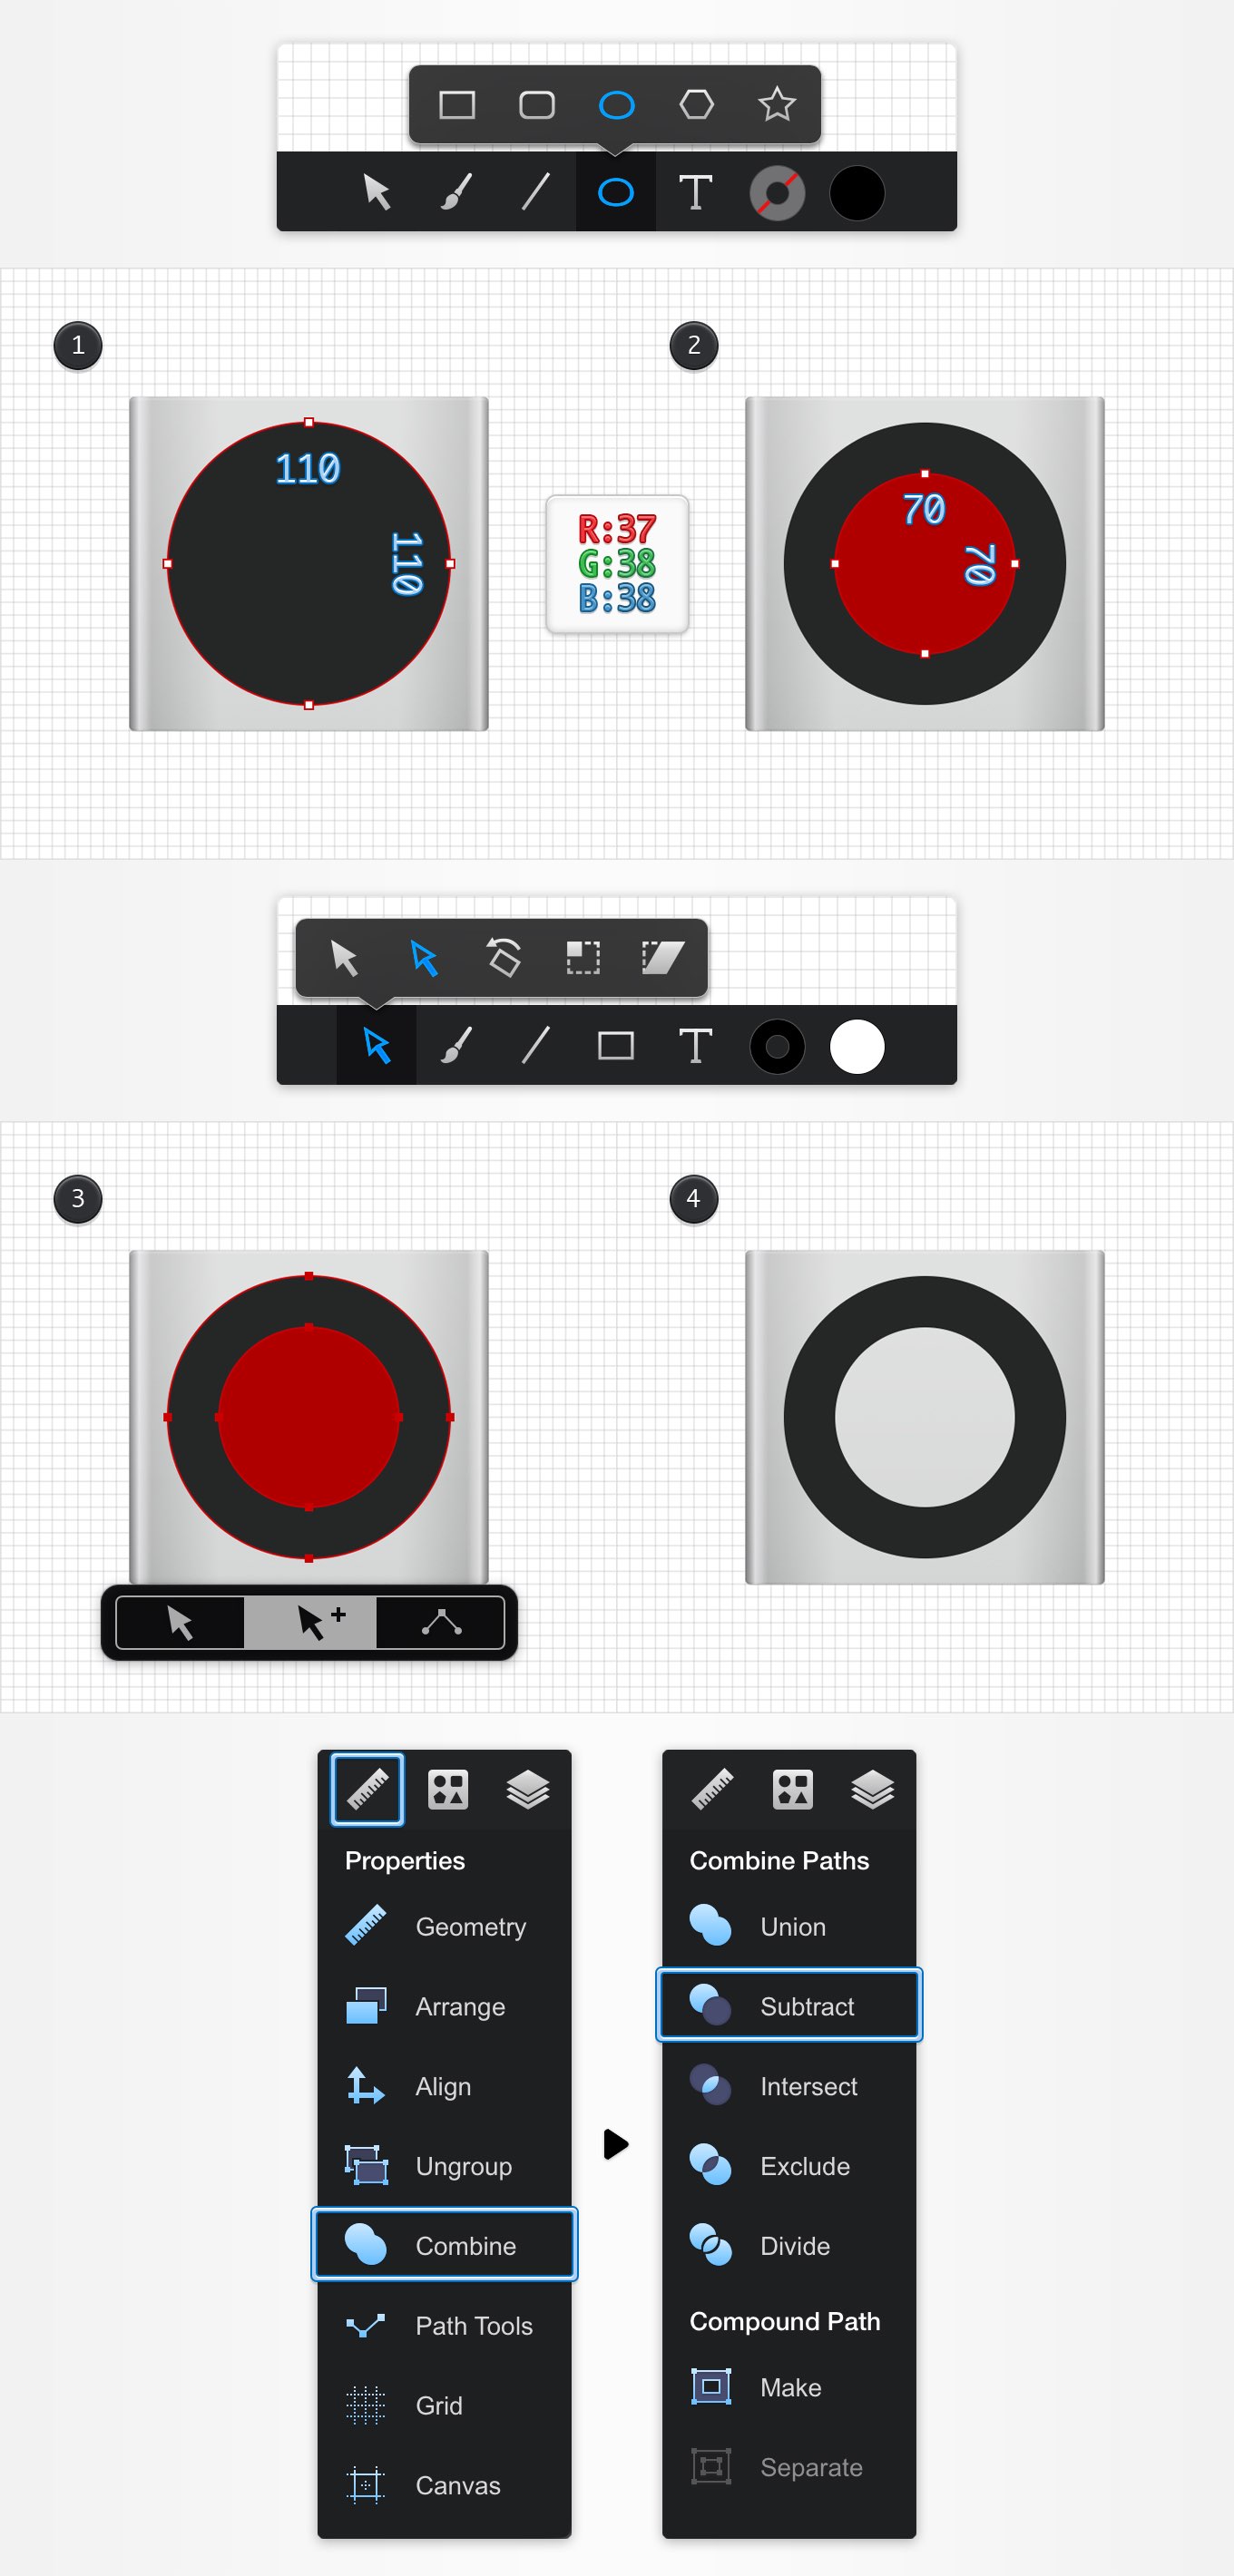 1
2
110
110
R:37
G:38
B:38
70
70
T
T
3
4
Properties
Geometry
Arrange
Align
Ungroup
Combine
Path Tools
Grid
Canvas
Combine Paths
Union
Subtract
Intersect
Exclude
Divide
Compound Path
Make
Separate